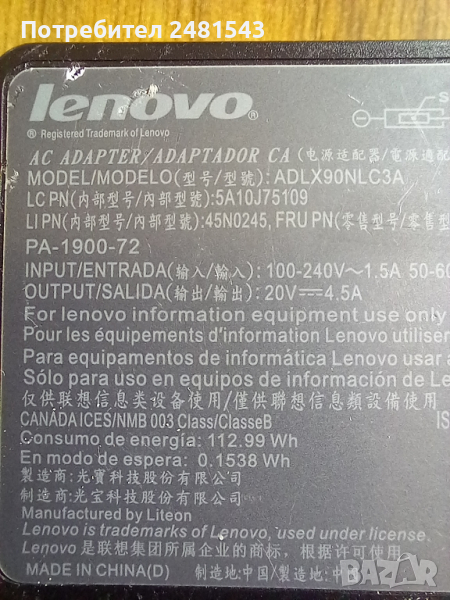 Потребител 2481543
lenovo®
® Registered Trademark of Lenovo
AC ADAPTER/ADAPTADOR CA (电源适配器/電源適配
MODEL/MODELO(型号/型號):ADLX90NLC3A
LC PN(内部型号/内部型號):5A10J75109
LI PN(内部型号/内部型號):45N0245, FRU PN(零售型号/零售型
PA-1900-72
INPUT/ENTRADA(输入/輸入): 100-240V～1.5A 50-60
OUTPUT/SALIDA(输出/輸出): 20V⎓4.5A
For lenovo information equipment use only
Pour les équipements d'information Lenovo utiliser
Para equipamentos de informática Lenovo usar a
Sólo para uso en equipos de información de Le
仅供联想信息类设备使用/僅供聯想信息類設備使用
CANADA ICES/NMB 003 Class/ClasseB
IS
Consumo de energía: 112.99 Wh
En modo de espera: 0.1538 Wh
製造商:光寶科技股份有限公司
制造商:光宝科技股份有限公司
Manufactured by Liteon
Lenovo is trademarks of Lenovo, used under license.
Lenovo 是联想集团所属企业的商标，根据许可使
MADE IN CHINA(D) 制造地:中国/製造地:中
BAZAR